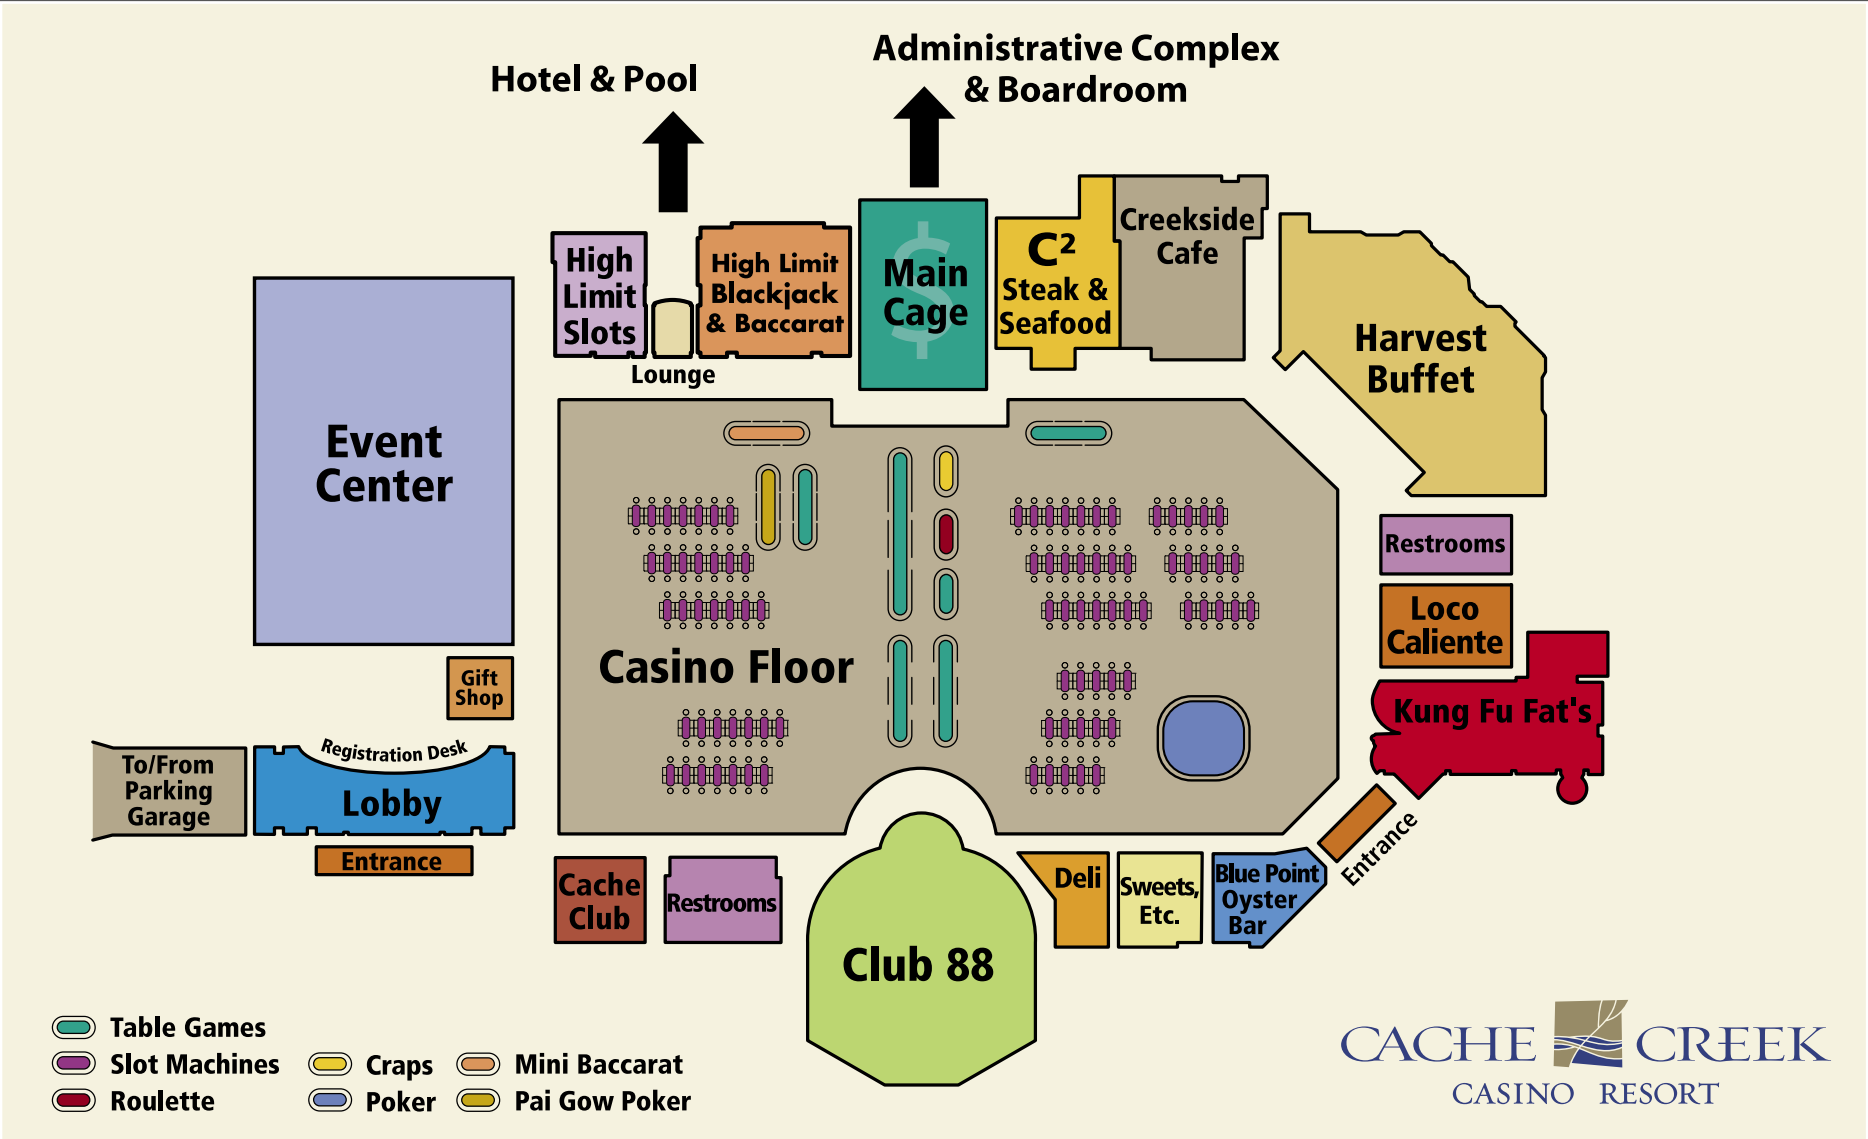 Hotel & Pool
Administrative Complex
& Boardroom
High
Limit
Slots
Lounge
High Limit
Blackjack
& Baccarat
$
Main
Cage
C²
Steak &
Seafood
Creekside
Cafe
Harvest
Buffet
Event
Center
Restrooms
Loco
Caliente
Kung Fu Fat's
Casino Floor
Gift
Shop
Registration Desk
To/From
Parking
Garage
Lobby
Entrance
Entrance
Cache
Club
Restrooms
Club 88
Deli
Sweets,
Etc.
Blue Point
Oyster
Bar
Table Games
Slot Machines
Roulette
Craps
Poker
Mini Baccarat
Pai Gow Poker
CACHE CREEK
CASINO RESORT